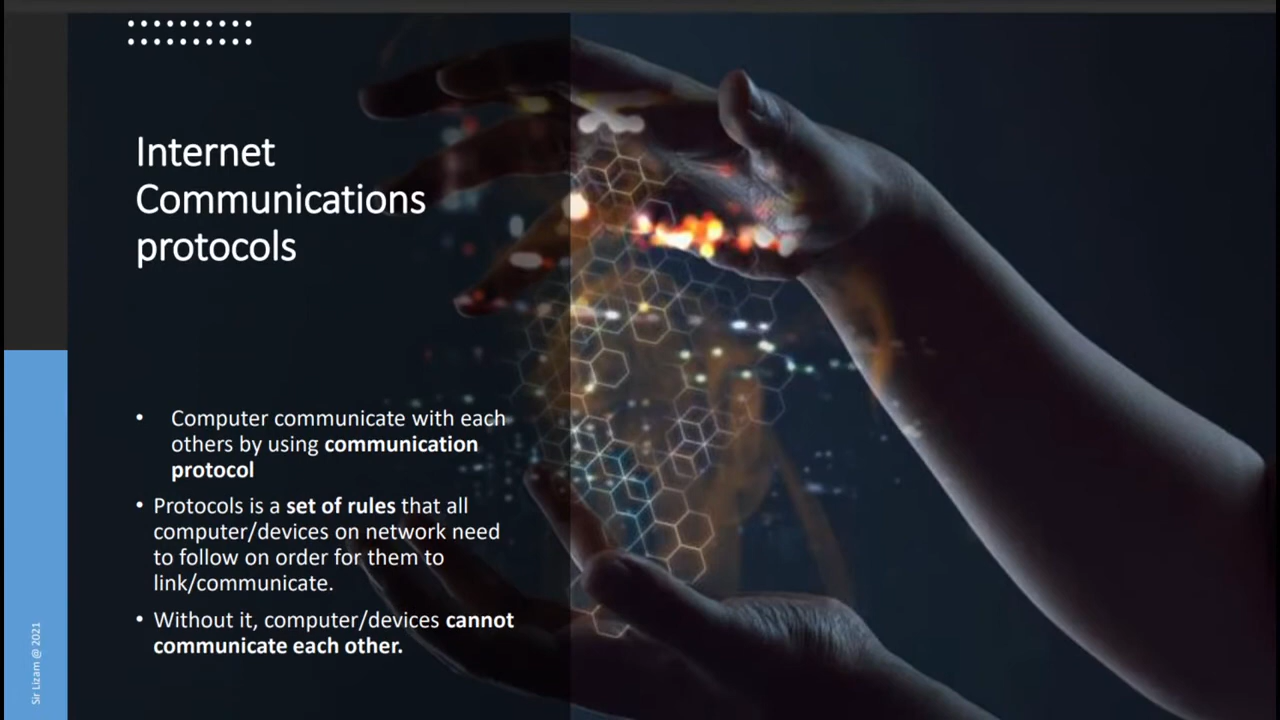 Internet
Communications
protocols
• Computer communicate with each
others by using communication
protocol
• Protocols is a set of rules that all
computer/devices on network need
to follow on order for them to
link/communicate.
• Without it, computer/devices cannot
communicate each other.
Sir Lizam @ 2021